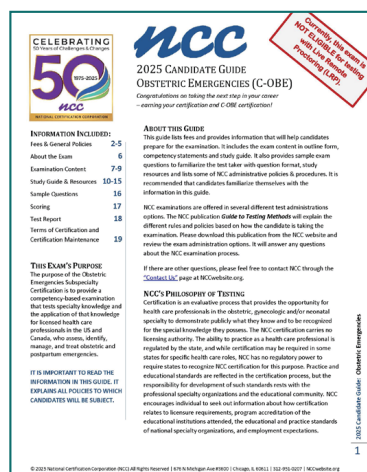 CELEBRATING
50 Years of Challenges & Changes
50
1975-2025
ncc
NATIONAL CERTIFICATION CORPORATION
ncc
Currently, this exam is
NOT ELIGIBLE for testing
with Live Remote
Proctoring (LRP).
2025 CANDIDATE GUIDE
OBSTETRIC EMERGENCIES (C-OBE)
Congratulations on taking the next step in your career
– earning your certification and C-OBE certification!
INFORMATION INCLUDED:
Fees & General Policies 2-5
About the Exam 6
Examination Content 7-9
Study Guide & Resources 10-15
Sample Questions 16
Scoring 17
Test Report 18
Terms of Certification and
Certification Maintenance 19
THIS EXAM'S PURPOSE
The purpose of the Obstetric
Emergencies Subspecialty
Certification is to provide a
competency-based examination
that tests specialty knowledge and
the application of that knowledge
for licensed health care
professionals in the US and
Canada, who assess, identify,
manage, and treat obstetric and
postpartum emergencies.
IT IS IMPORTANT TO READ THE
INFORMATION IN THIS GUIDE. IT
EXPLAINS ALL POLICIES TO WHICH
CANDIDATES WILL BE SUBJECT.
ABOUT THIS GUIDE
This guide lists fees and provides information that will help candidates
prepare for the examination. It includes the exam content in outline form,
competency statements and study guide. It also provides sample exam
questions to familiarize the test taker with question format, study
resources and lists some of NCC administrative policies & procedures. It is
recommended that candidates familiarize themselves with the
information in this guide.
NCC examinations are offered in several different test administrations
options. The NCC publication Guide to Testing Methods will explain the
different rules and policies based on how the candidate is taking the
examination. Please download this publication from the NCC website and
review the exam administration options. It will answer any questions
about the NCC examination process.
If there are other questions, please feel free to contact NCC through the
"Contact Us" page at NCCwebsite.org.
NCC'S PHILOSOPHY OF TESTING
Certification is an evaluative process that provides the opportunity for
health care professionals in the obstetric, gynecologic and/or neonatal
specialty to demonstrate publicly what they know and to be recognized
for the special knowledge they possess. The NCC certification carries no
licensing authority. The ability to practice as a health care professional is
regulated by the state, and while certification may be required in some
states for specific health care roles, NCC has no regulatory power to
require states to recognize NCC certification for this purpose. Practice and
educational standards are reflected in the certification process, but the
responsibility for development of such standards rests with the
professional specialty organizations and the educational community. NCC
encourages individual to seek out information about how certification
relates to licensure requirements, program accreditation of the
educational institutions attended, the educational and practice standards
of national specialty organizations, and employment expectations.
2025 Candidate Guide: Obstetric Emergencies
1
© 2025 National Certification Corporation (NCC) All Rights Reserved | 676 N Michigan Ave #3600 | Chicago, IL 60611 | 312-951-0207 | NCCwebsite.org